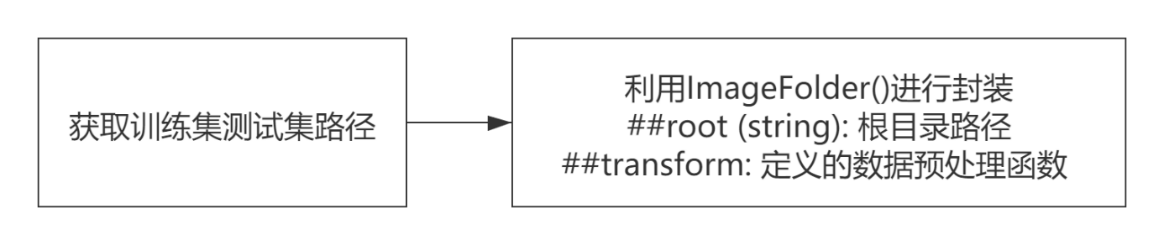 获取训练集测试集路径
利用ImageFolder()进行封装
##root (string): 根目录路径
##transform: 定义的数据预处理函数